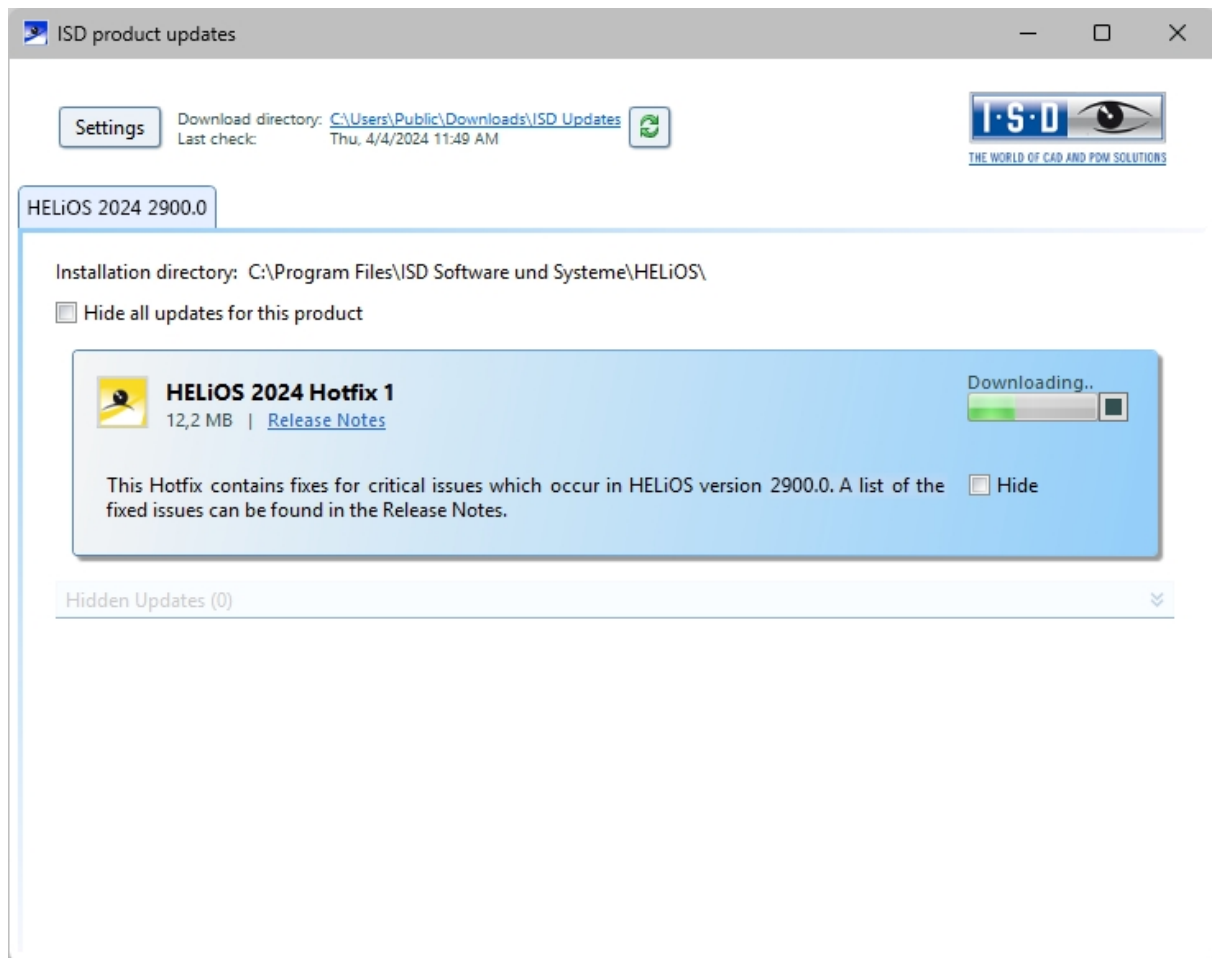 ISD product updates
Settings
Download directory: C:\Users\Public\Downloads\ISD Updates
Last check: Thu, 4/4/2024 11:49 AM
I·S·D
THE WORLD OF CAD AND PDM SOLUTIONS
HELiOS 2024 2900.0
Installation directory: C:\Program Files\ISD Software und Systeme\HELiOS\
Hide all updates for this product
HELiOS 2024 Hotfix 1
12,2 MB | Release Notes
Downloading..
This Hotfix contains fixes for critical issues which occur in HELiOS version 2900.0. A list of the
fixed issues can be found in the Release Notes.
Hide
Hidden Updates (0)